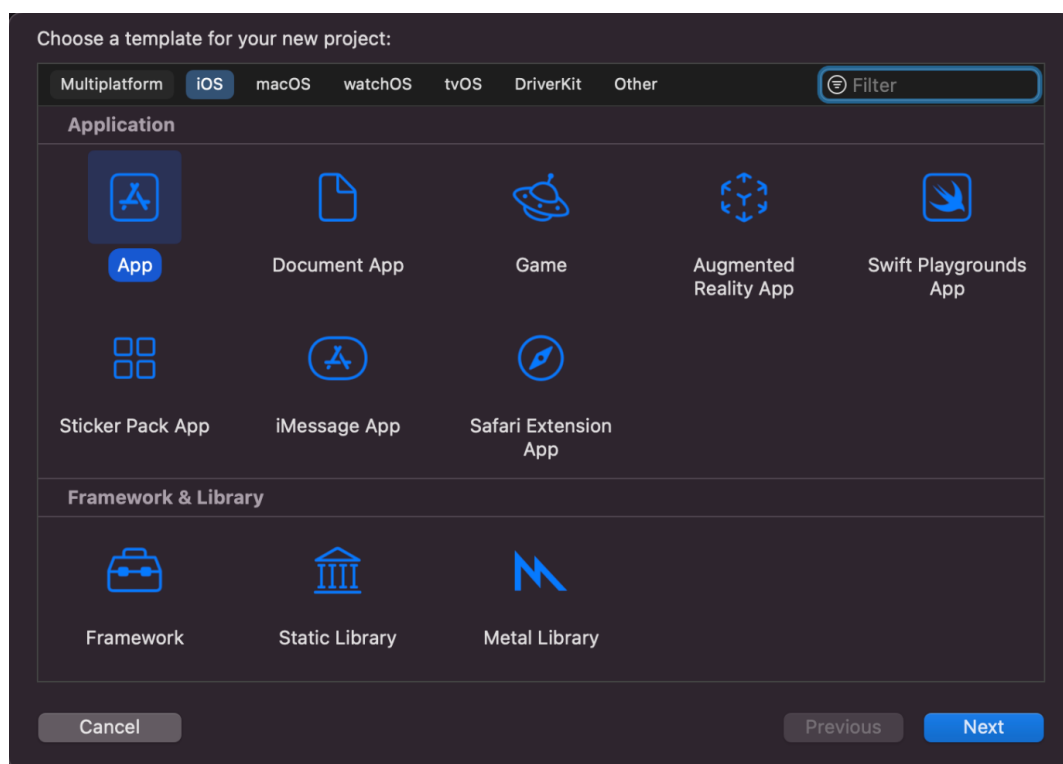 Choose a template for your new project:
Multiplatform iOS macOS watchOS tvOS DriverKit Other Filter
Application
App Document App Game Augmented Reality App Swift Playgrounds App
Sticker Pack App iMessage App Safari Extension App
Framework & Library
Framework Static Library Metal Library
Cancel Previous Next